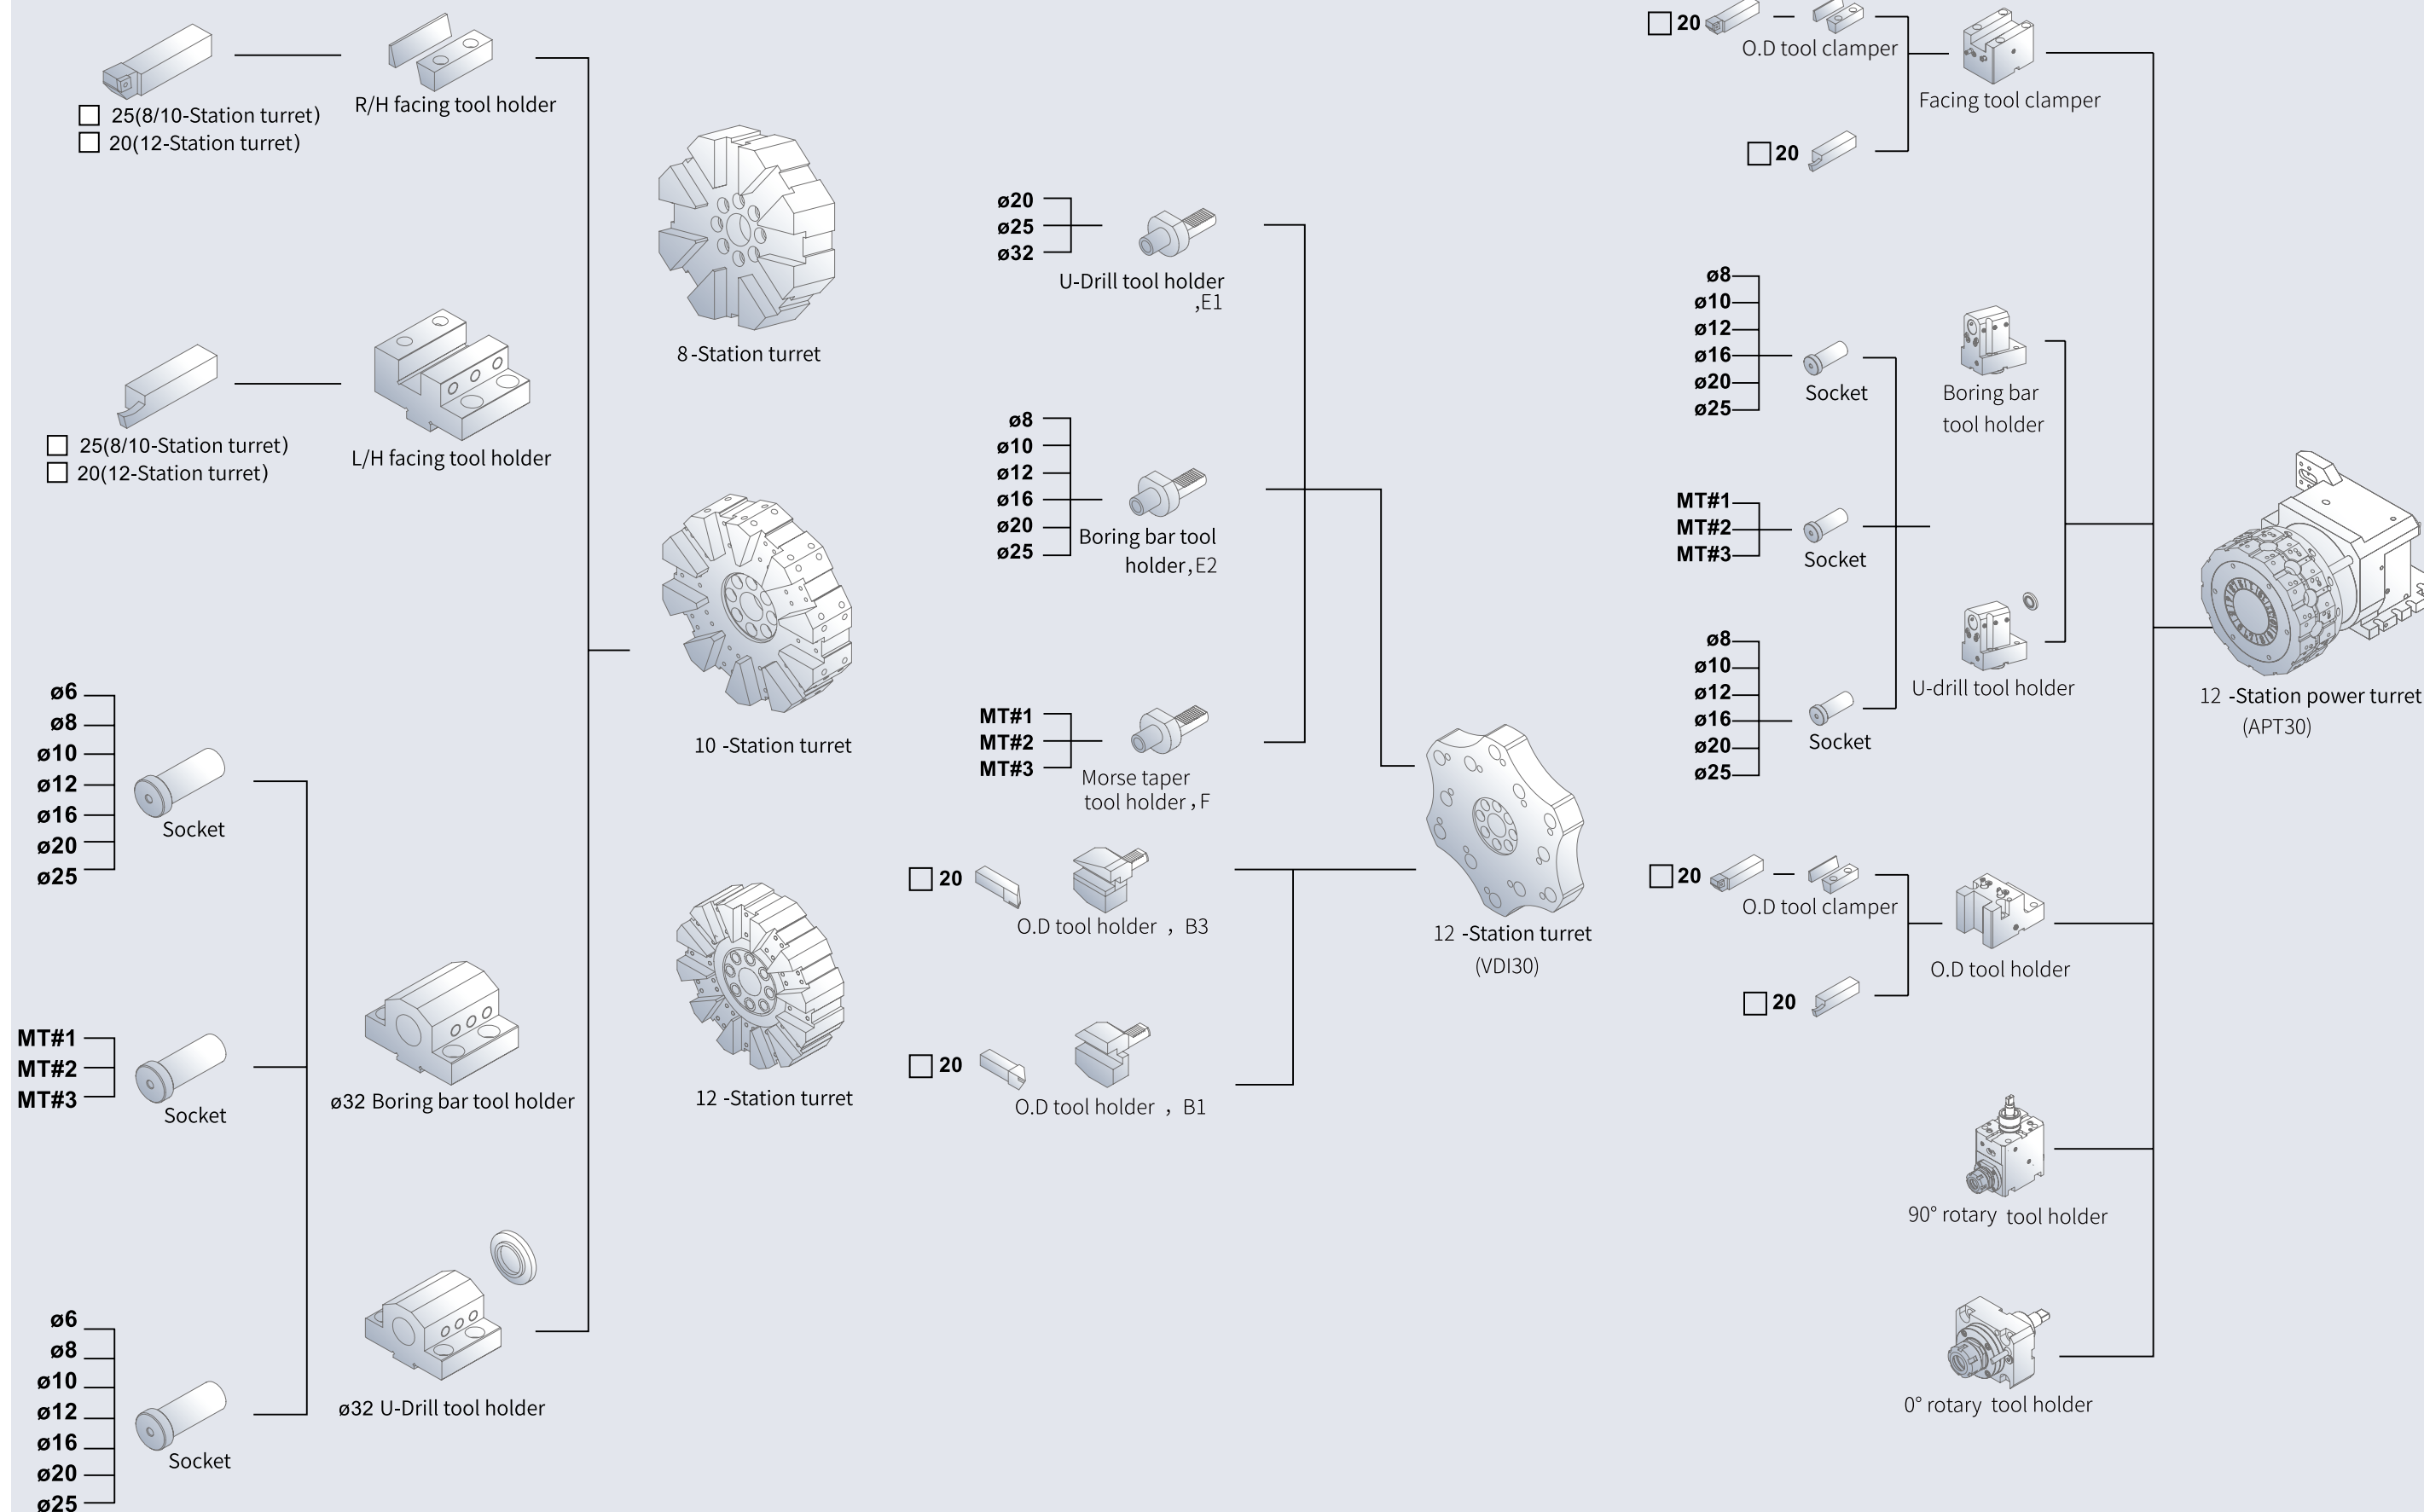 R/H facing tool holder
25(8/10-Station turret)
20(12-Station turret)
25(8/10-Station turret)
20(12-Station turret)
L/H facing tool holder
ø6
ø8
ø10
ø12
ø16
ø20
ø25
Socket
MT#1
MT#2
MT#3
Socket
ø32 Boring bar tool holder
ø6
ø8
ø10
ø12
ø16
ø20
ø25
Socket
ø32 U-Drill tool holder
8-Station turret
10 -Station turret
12 -Station turret
ø20
ø25
ø32
U-Drill tool holder
,E1
ø8
ø10
ø12
ø16
ø20
ø25
Boring bar tool
holder,E2
MT#1
MT#2
MT#3
Morse taper
tool holder,F
20
O.D tool holder , B3
20
O.D tool holder , B1
12 -Station turret
(VDI30)
20
O.D tool clamper
20
Facing tool clamper
ø8
ø10
ø12
ø16
ø20
ø25
Socket
Boring bar
tool holder
MT#1
MT#2
MT#3
Socket
ø8
ø10
ø12
ø16
ø20
ø25
Socket
U-drill tool holder
12 -Station power turret
(APT30)
20
O.D tool clamper
20
O.D tool holder
90° rotary tool holder
0° rotary tool holder